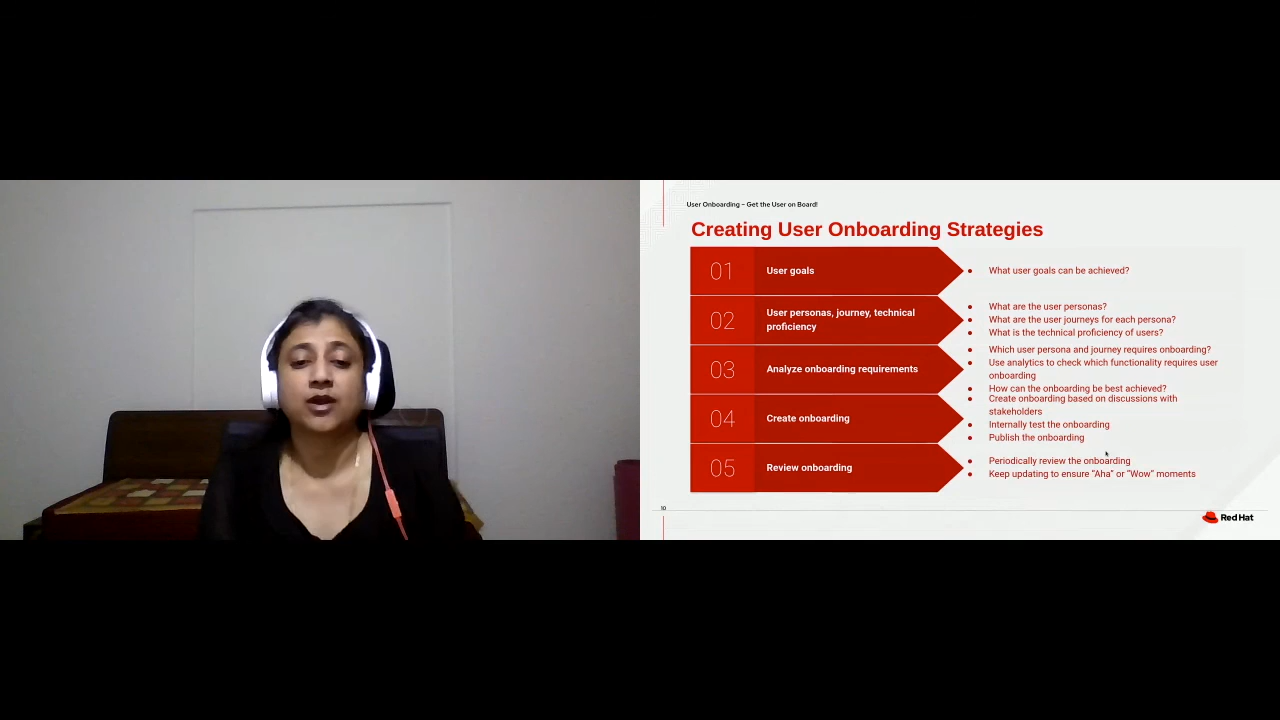 User Onboarding – Get the User on Board!
Creating User Onboarding Strategies
01
User goals
● What user goals can be achieved?
02
User personas, journey, technical
proficiency
● What are the user personas?
● What are the user journeys for each persona?
● What is the technical proficiency of users?
03
Analyze onboarding requirements
● Which user persona and journey requires onboarding?
● Use analytics to check which functionality requires user
onboarding
● How can the onboarding be best achieved?
04
Create onboarding
● Create onboarding based on discussions with
stakeholders
● Internally test the onboarding
● Publish the onboarding
05
Review onboarding
● Periodically review the onboarding
● Keep updating to ensure “Aha” or “Wow” moments
10
Red Hat